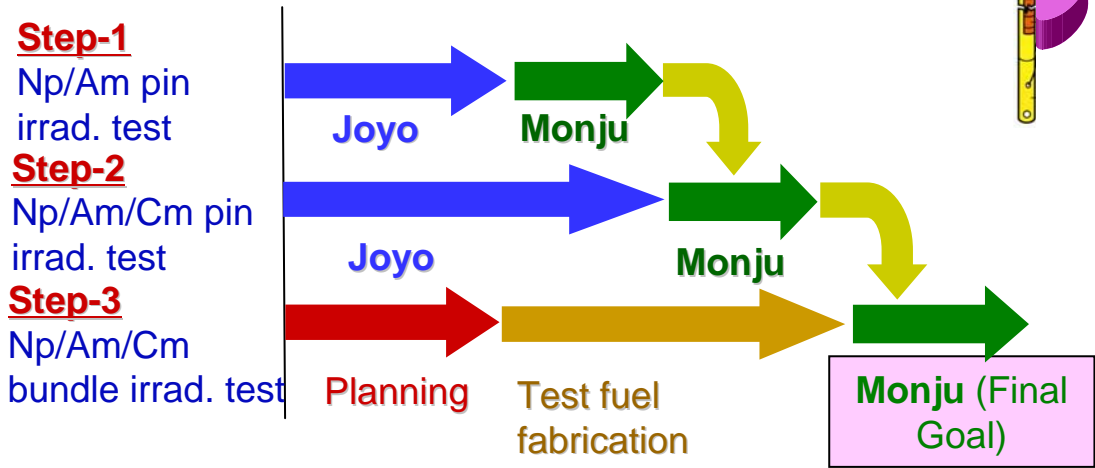 Step-1
Np/Am pin
irrad. test
Joyo
Monju
Step-2
Np/Am/Cm pin
irrad. test
Joyo
Monju
Step-3
Np/Am/Cm
bundle irrad. test
Planning
Test fuel
fabrication
Monju (Final
Goal)